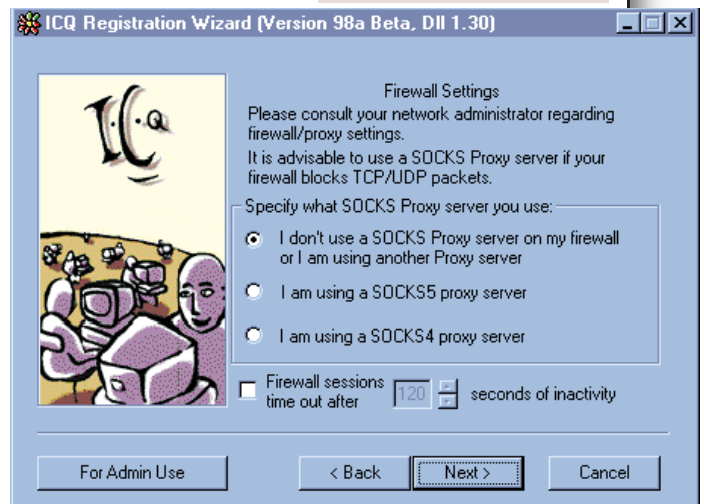 ICQ Registration Wizard (Version 98a Beta, Dll 1.30)
ICQ
Firewall Settings
Please consult your network administrator regarding
firewall/proxy settings.
It is advisable to use a SOCKS Proxy server if your
firewall blocks TCP/UDP packets.
Specify what SOCKS Proxy server you use:
I don't use a SOCKS Proxy server on my firewall
or I am using another Proxy server
I am using a SOCKS5 proxy server
I am using a SOCKS4 proxy server
Firewall sessions
time out after 120 seconds of inactivity
For Admin Use < Back Next > Cancel